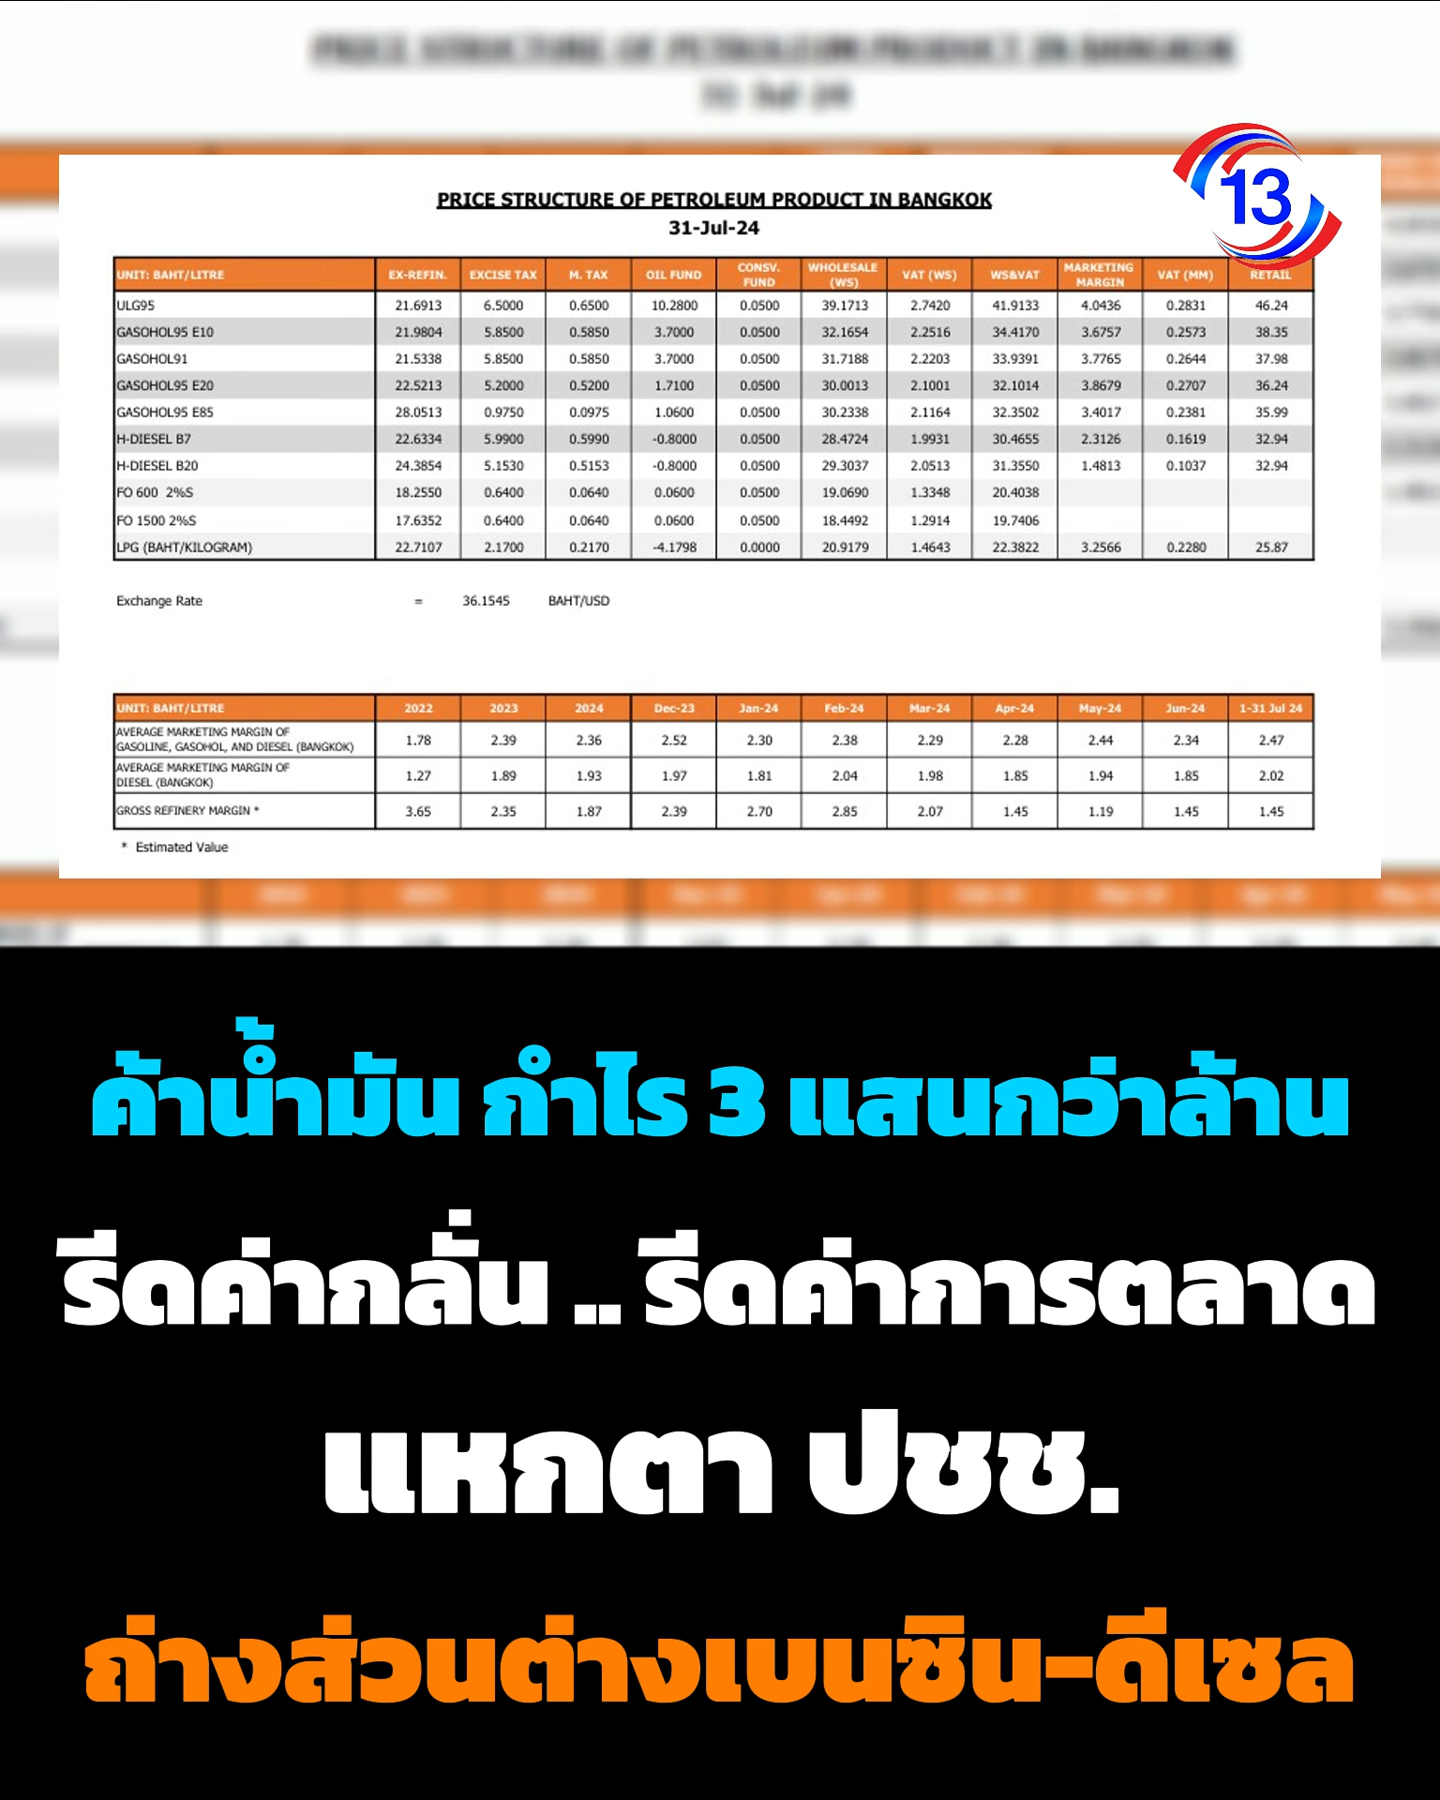 PRICE STRUCTURE OF PETROLEUM PRODUCT IN BANGKOK
31 Jul 24
13
PRICE STRUCTURE OF PETROLEUM PRODUCT IN BANGKOK
31-Jul-24
UNIT: BAHT/LITRE EX-REFIN. EXCISE TAX M. TAX OIL FUND CONSV. FUND WHOLESALE (WS) VAT (WS) WS&VAT MARKETING MARGIN VAT (MM) RETAIL
ULG95 21.6913 6.5000 0.6500 10.2800 0.0500 39.1713 2.7420 41.9133 4.0436 0.2831 46.24
GASOHOL95 E10 21.9804 5.8500 0.5850 3.7000 0.0500 32.1654 2.2516 34.4170 3.6757 0.2573 38.35
GASOHOL91 21.5338 5.8500 0.5850 3.7000 0.0500 31.7188 2.2203 33.9391 3.7765 0.2644 37.98
GASOHOL95 E20 22.5213 5.2000 0.5200 1.7100 0.0500 30.0013 2.1001 32.1014 3.8679 0.2707 36.24
GASOHOL95 E85 28.0513 0.9750 0.0975 1.0600 0.0500 30.2338 2.1164 32.3502 3.4017 0.2381 35.99
H-DIESEL B7 22.6334 5.9900 0.5990 -0.8000 0.0500 28.4724 1.9931 30.4655 2.3126 0.1619 32.94
H-DIESEL B20 24.3854 5.1530 0.5153 -0.8000 0.0500 29.3037 2.0513 31.3550 1.4813 0.1037 32.94
FO 600 2%S 18.2550 0.6400 0.0640 0.0600 0.0500 19.0690 1.3348 20.4038
FO 1500 2%S 17.6352 0.6400 0.0640 0.0600 0.0500 18.4492 1.2914 19.7406
LPG (BAHT/KILOGRAM) 22.7107 2.1700 0.2170 -4.1798 0.0000 20.9179 1.4643 22.3822 3.2566 0.2280 25.87
Exchange Rate = 36.1545 BAHT/USD
UNIT: BAHT/LITRE 2022 2023 2024 Dec-23 Jan-24 Feb-24 Mar-24 Apr-24 May-24 Jun-24 1-31 Jul 24
AVERAGE MARKETING MARGIN OF
GASOLINE, GASOHOL, AND DIESEL (BANGKOK) 1.78 2.39 2.36 2.52 2.30 2.38 2.29 2.28 2.44 2.34 2.47
AVERAGE MARKETING MARGIN OF
DIESEL (BANGKOK) 1.27 1.89 1.93 1.97 1.81 2.04 1.98 1.85 1.94 1.85 2.02
GROSS REFINERY MARGIN * 3.65 2.35 1.87 2.39 2.70 2.85 2.07 1.45 1.19 1.45 1.45
* Estimated Value
ค้าน้ำมัน กำไร 3 แสนกว่าล้าน
รีดค่ากลั่น .. รีดค่าการตลาด
แหกตา ปชช.
ถ่างส่วนต่างเบนซิน–ดีเซล